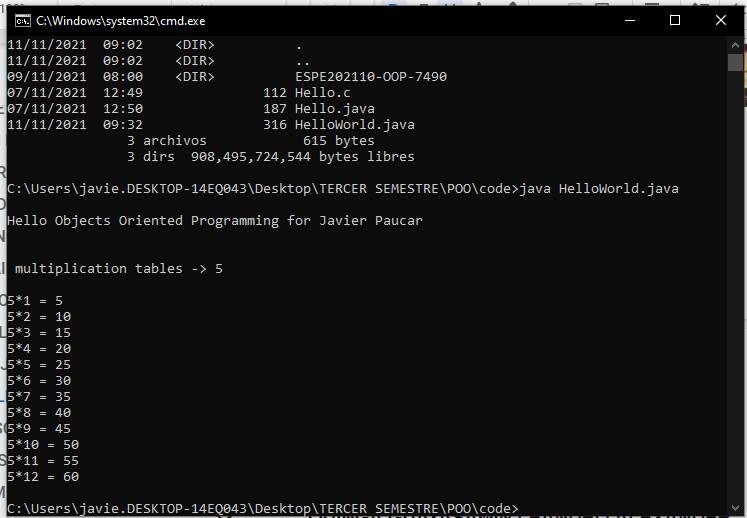 C:\Windows\system32\cmd.exe
11/11/2021  09:02    <DIR>          .
11/11/2021  09:02    <DIR>          ..
09/11/2021  08:00    <DIR>          ESPE202110-OOP-7490
07/11/2021  12:49               112 Hello.c
07/11/2021  12:50               187 Hello.java
11/11/2021  09:32               316 HelloWorld.java
3 archivos            615 bytes
3 dirs  908,495,724,544 bytes libres
C:\Users\javie.DESKTOP-14EQ043\Desktop\TERCER SEMESTRE\POO\code>java HelloWorld.java
Hello Objects Oriented Programming for Javier Paucar
multiplication tables -> 5
5*1 = 5
5*2 = 10
5*3 = 15
5*4 = 20
5*5 = 25
5*6 = 30
5*7 = 35
5*8 = 40
5*9 = 45
5*10 = 50
5*11 = 55
5*12 = 60
C:\Users\javie.DESKTOP-14EQ043\Desktop\TERCER SEMESTRE\POO\code>